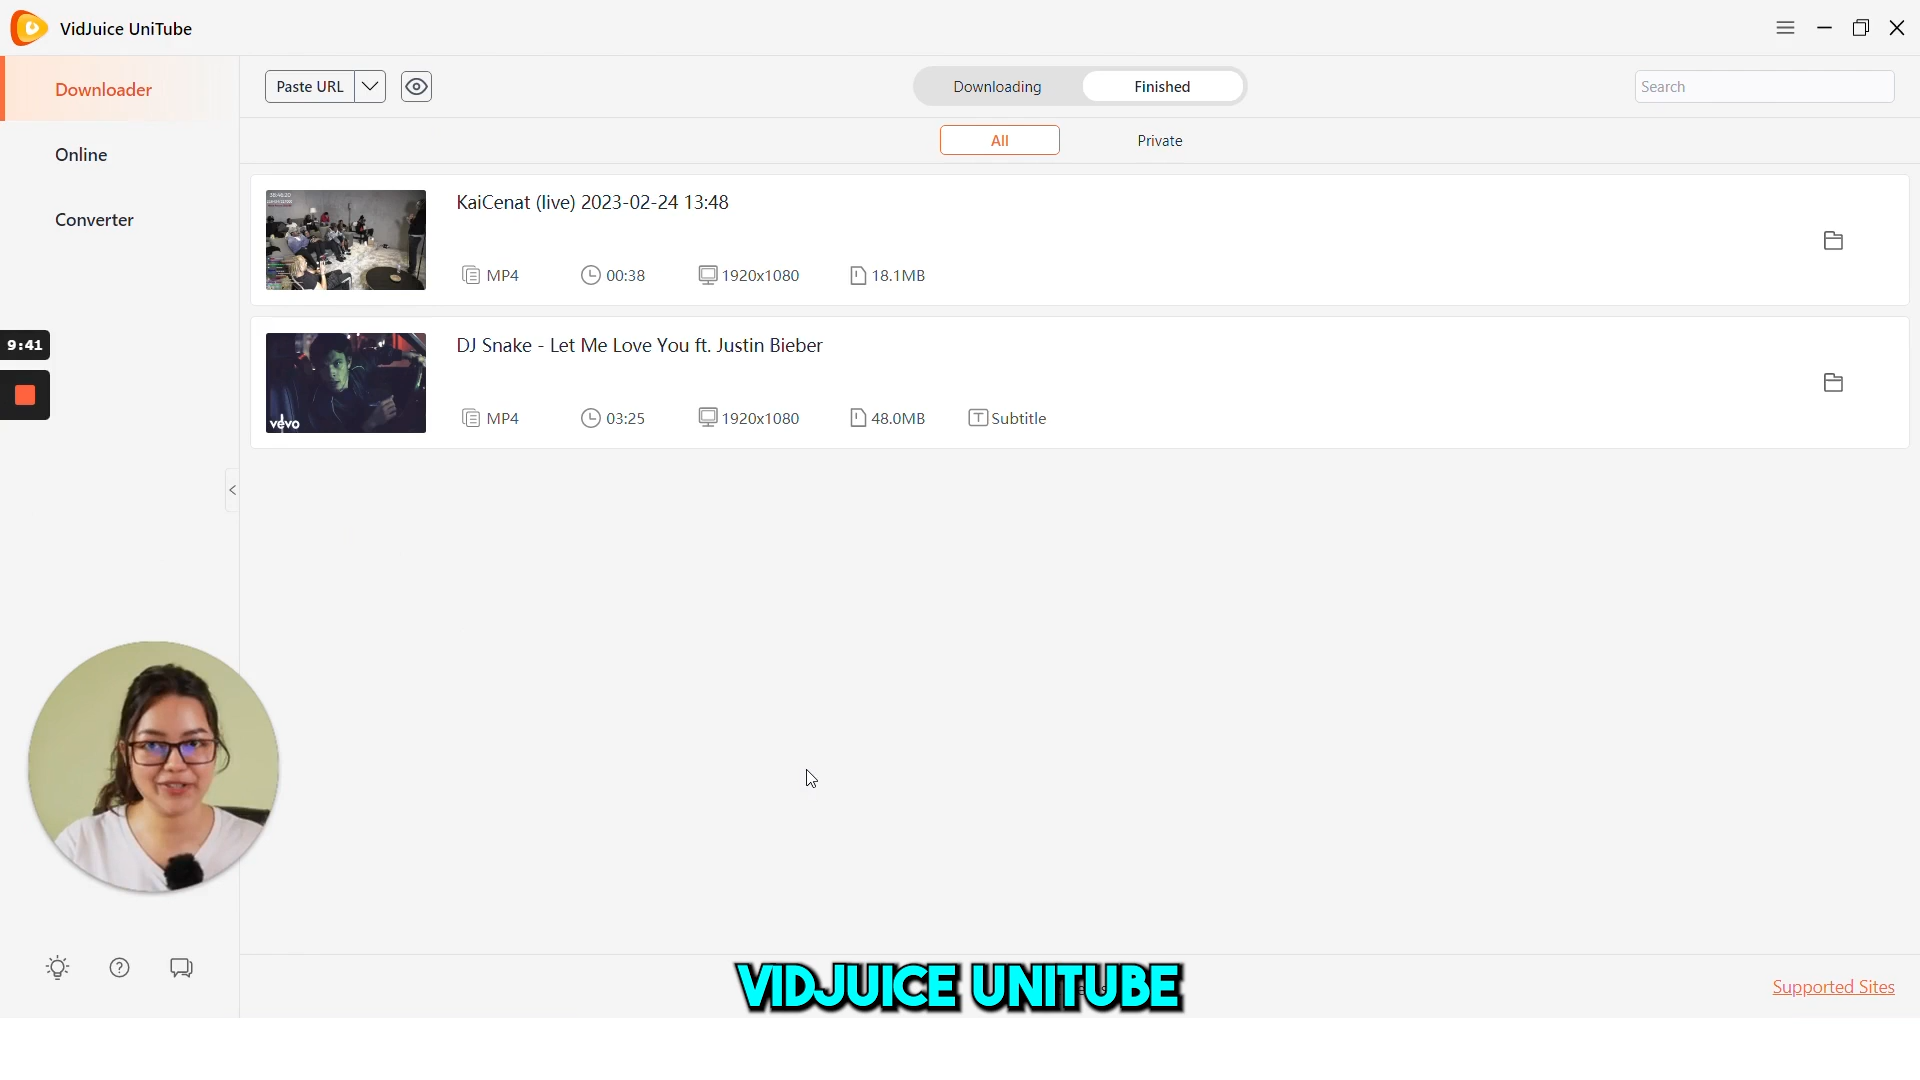 VidJuice UniTube
Downloader
Online
Converter
Paste URL
Downloading
Finished
Search
All
Private
KaiCenat (live) 2023-02-24 13:48
MP4
00:38
1920x1080
18.1MB
DJ Snake - Let Me Love You ft. Justin Bieber
vevo
MP4
03:25
1920x1080
48.0MB
Subtitle
9:41
VIDJUICE UNITUBE
Supported Sites